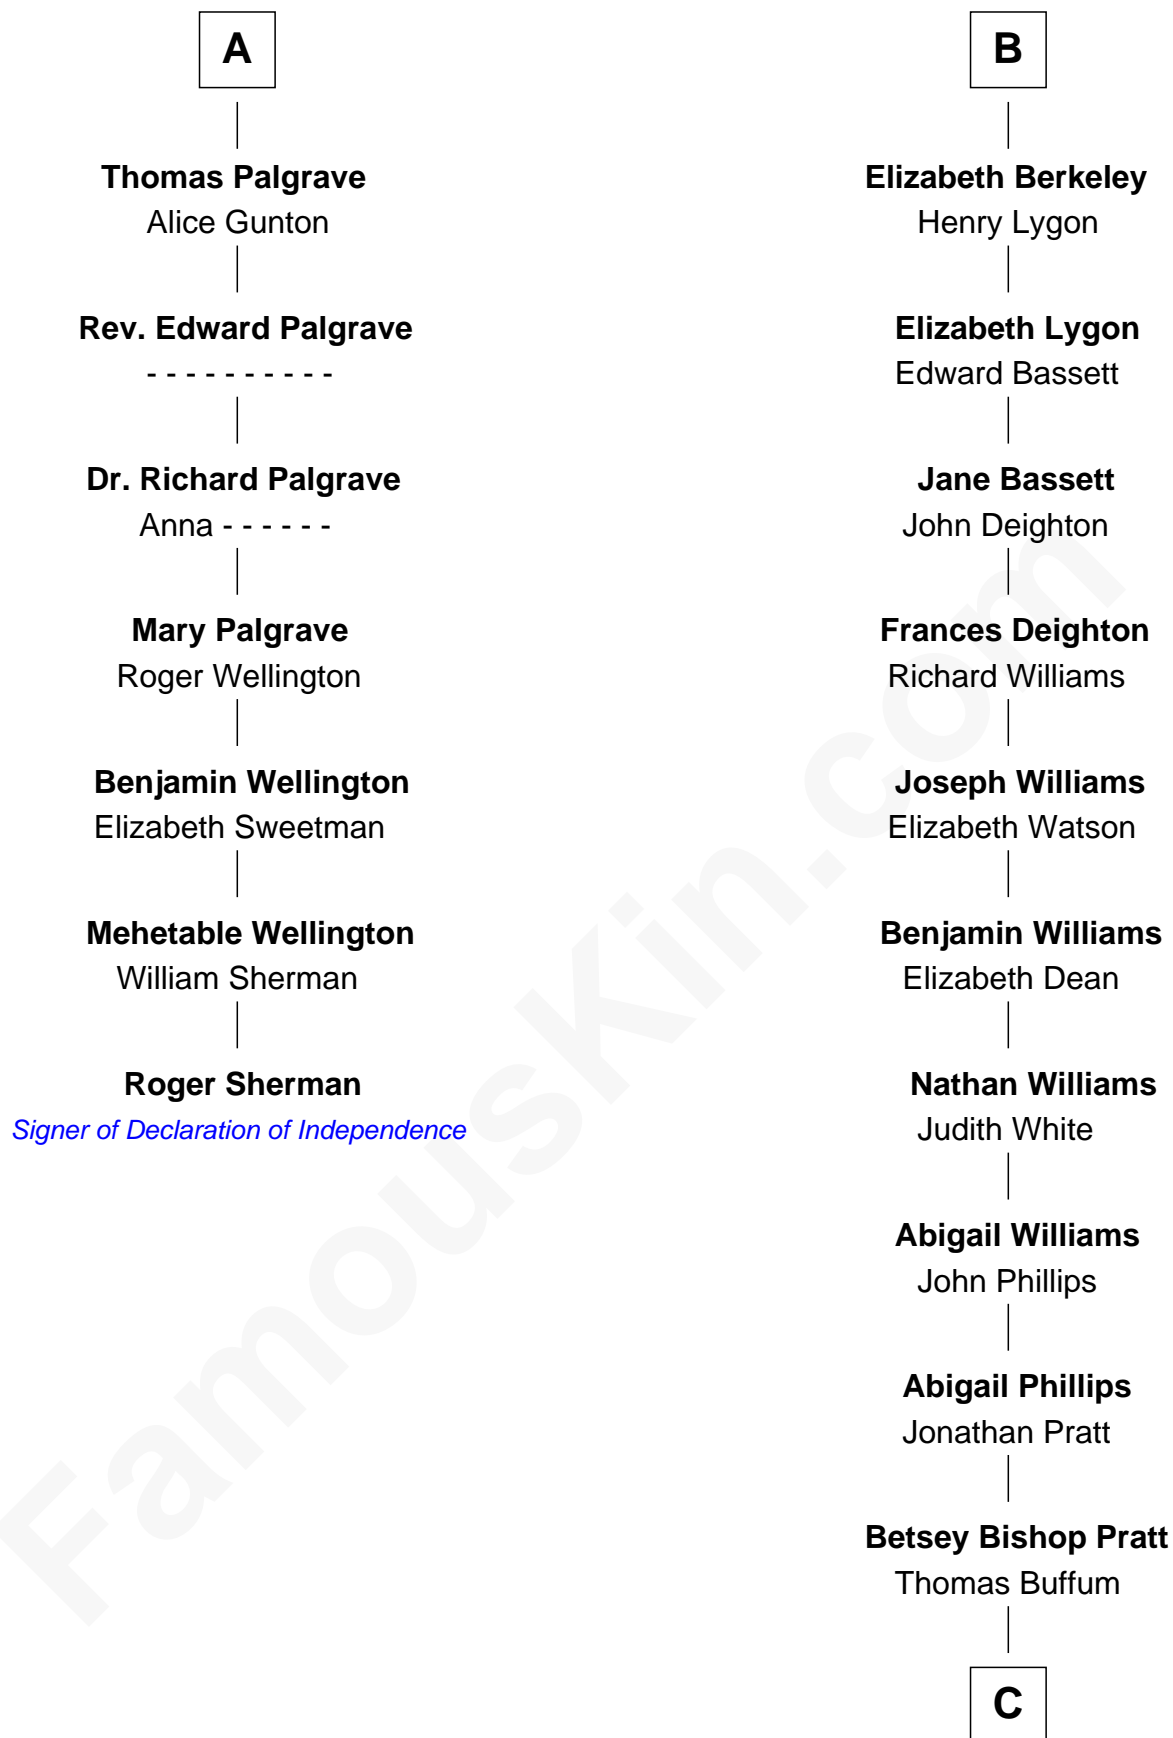 A
Thomas Palgrave
Alice Gunton
Rev. Edward Palgrave
- - - - - - - - - -
Dr. Richard Palgrave
Anna - - - - - -
Mary Palgrave
Roger Wellington
Benjamin Wellington
Elizabeth Sweetman
Mehetable Wellington
William Sherman
Roger Sherman
Signer of Declaration of Independence
B
Elizabeth Berkeley
Henry Lygon
Elizabeth Lygon
Edward Bassett
Jane Bassett
John Deighton
Frances Deighton
Richard Williams
Joseph Williams
Elizabeth Watson
Benjamin Williams
Elizabeth Dean
Nathan Williams
Judith White
Abigail Williams
John Phillips
Abigail Phillips
Jonathan Pratt
Betsey Bishop Pratt
Thomas Buffum
C
FamousKin.com